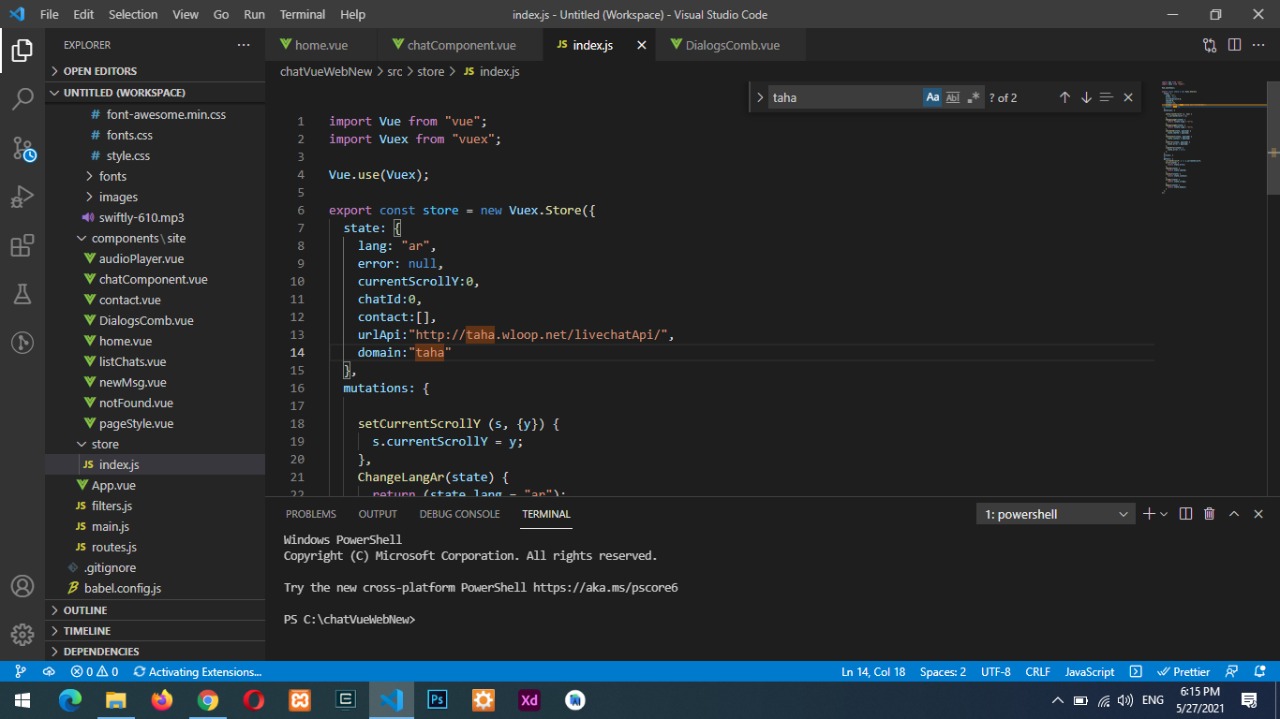 File Edit Selection View Go Run Terminal Help
index.js - Untitled (Workspace) - Visual Studio Code
EXPLORER
OPEN EDITORS
UNTITLED (WORKSPACE)
# font-awesome.min.css
# fonts.css
# style.css
fonts
images
swiftly-610.mp3
components\site
audioPlayer.vue
chatComponent.vue
contact.vue
DialogsComb.vue
home.vue
listChats.vue
newMsg.vue
notFound.vue
pageStyle.vue
store
JS index.js
App.vue
JS filters.js
JS main.js
JS routes.js
.gitignore
babel.config.js
OUTLINE
TIMELINE
DEPENDENCIES
home.vue
chatComponent.vue
JS index.js
DialogsComb.vue
chatVueWebNew > src > store > JS index.js
taha
Aa Abl .*
? of 2
1 import Vue from "vue";
2 import Vuex from "vuex";
3
4 Vue.use(Vuex);
5
6 export const store = new Vuex.Store({
7 state: {
8 lang: "ar",
9 error: null,
10 currentScrollY:0,
11 chatId:0,
12 contact:[],
13 urlApi:"http://taha.wloop.net/livechatApi/",
14 domain:"taha"
15 },
16 mutations: {
17
18 setCurrentScrollY (s, {y}) {
19 s.currentScrollY = y;
20 },
21 ChangeLangAr(state) {
22 return (state.lang = "ar");
PROBLEMS OUTPUT DEBUG CONSOLE TERMINAL
1: powershell
Windows PowerShell
Copyright (C) Microsoft Corporation. All rights reserved.
Try the new cross-platform PowerShell https://aka.ms/pscore6
PS C:\chatVueWebNew>
0 0 Activating Extensions...
Ln 14, Col 18 Spaces: 2 UTF-8 CRLF JavaScript Prettier
Ps
Xd
ENG
6:15 PM
5/27/2021